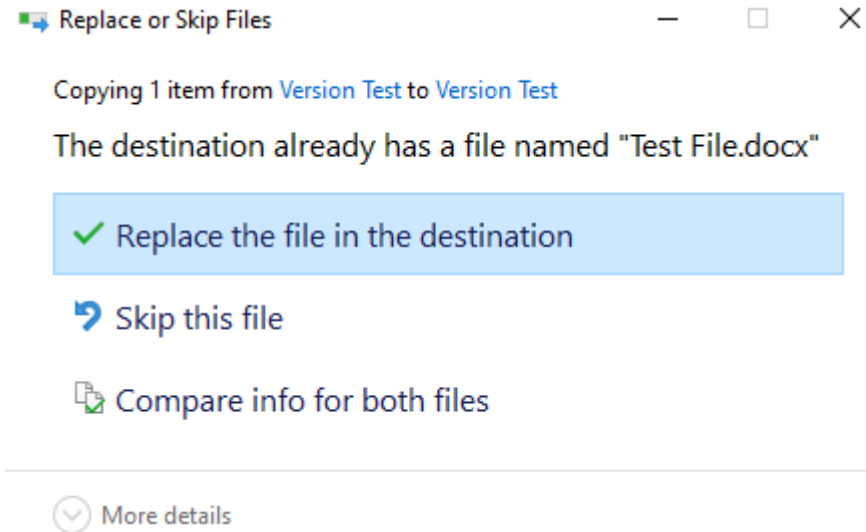 Replace or Skip Files
Copying 1 item from Version Test to Version Test
The destination already has a file named "Test File.docx"
Replace the file in the destination
Skip this file
Compare info for both files
More details